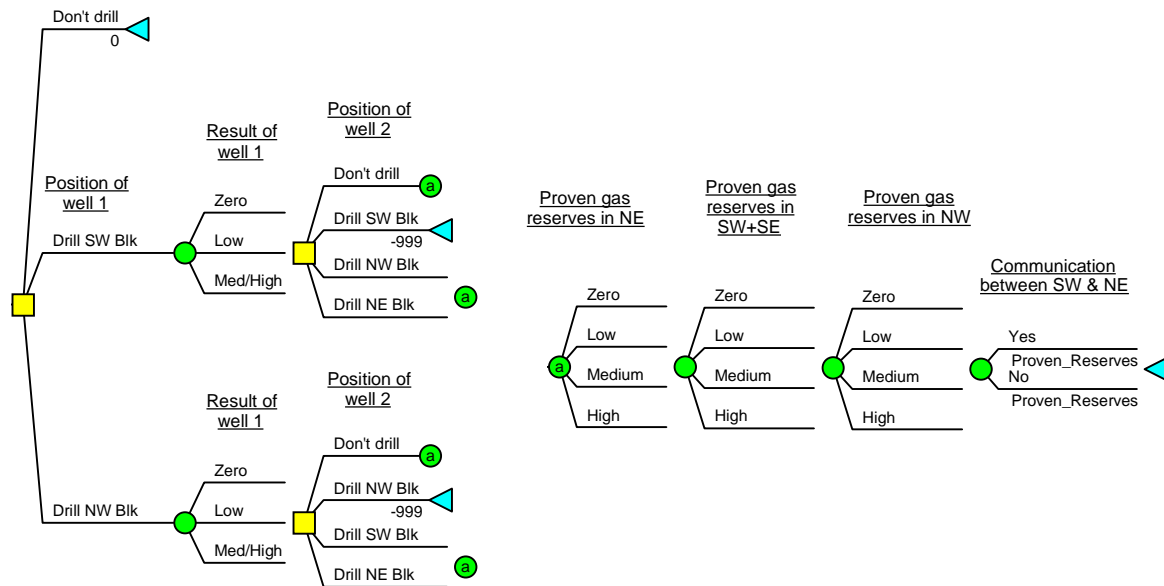 Don't drill
0
Position of
well 1
Drill SW Blk
Result of
well 1
Zero
Low
Med/High
Position of
well 2
Don't drill
a
Drill SW Blk
-999
Drill NW Blk
Drill NE Blk
a
Drill NW Blk
Result of
well 1
Zero
Low
Med/High
Position of
well 2
Don't drill
a
Drill NW Blk
-999
Drill SW Blk
Drill NE Blk
a
Proven gas
reserves in NE
a
Zero
Low
Medium
High
Proven gas
reserves in
SW+SE
Zero
Low
Medium
High
Proven gas
reserves in NW
Zero
Low
Medium
High
Communication
between SW & NE
Yes
Proven_Reserves
No
Proven_Reserves